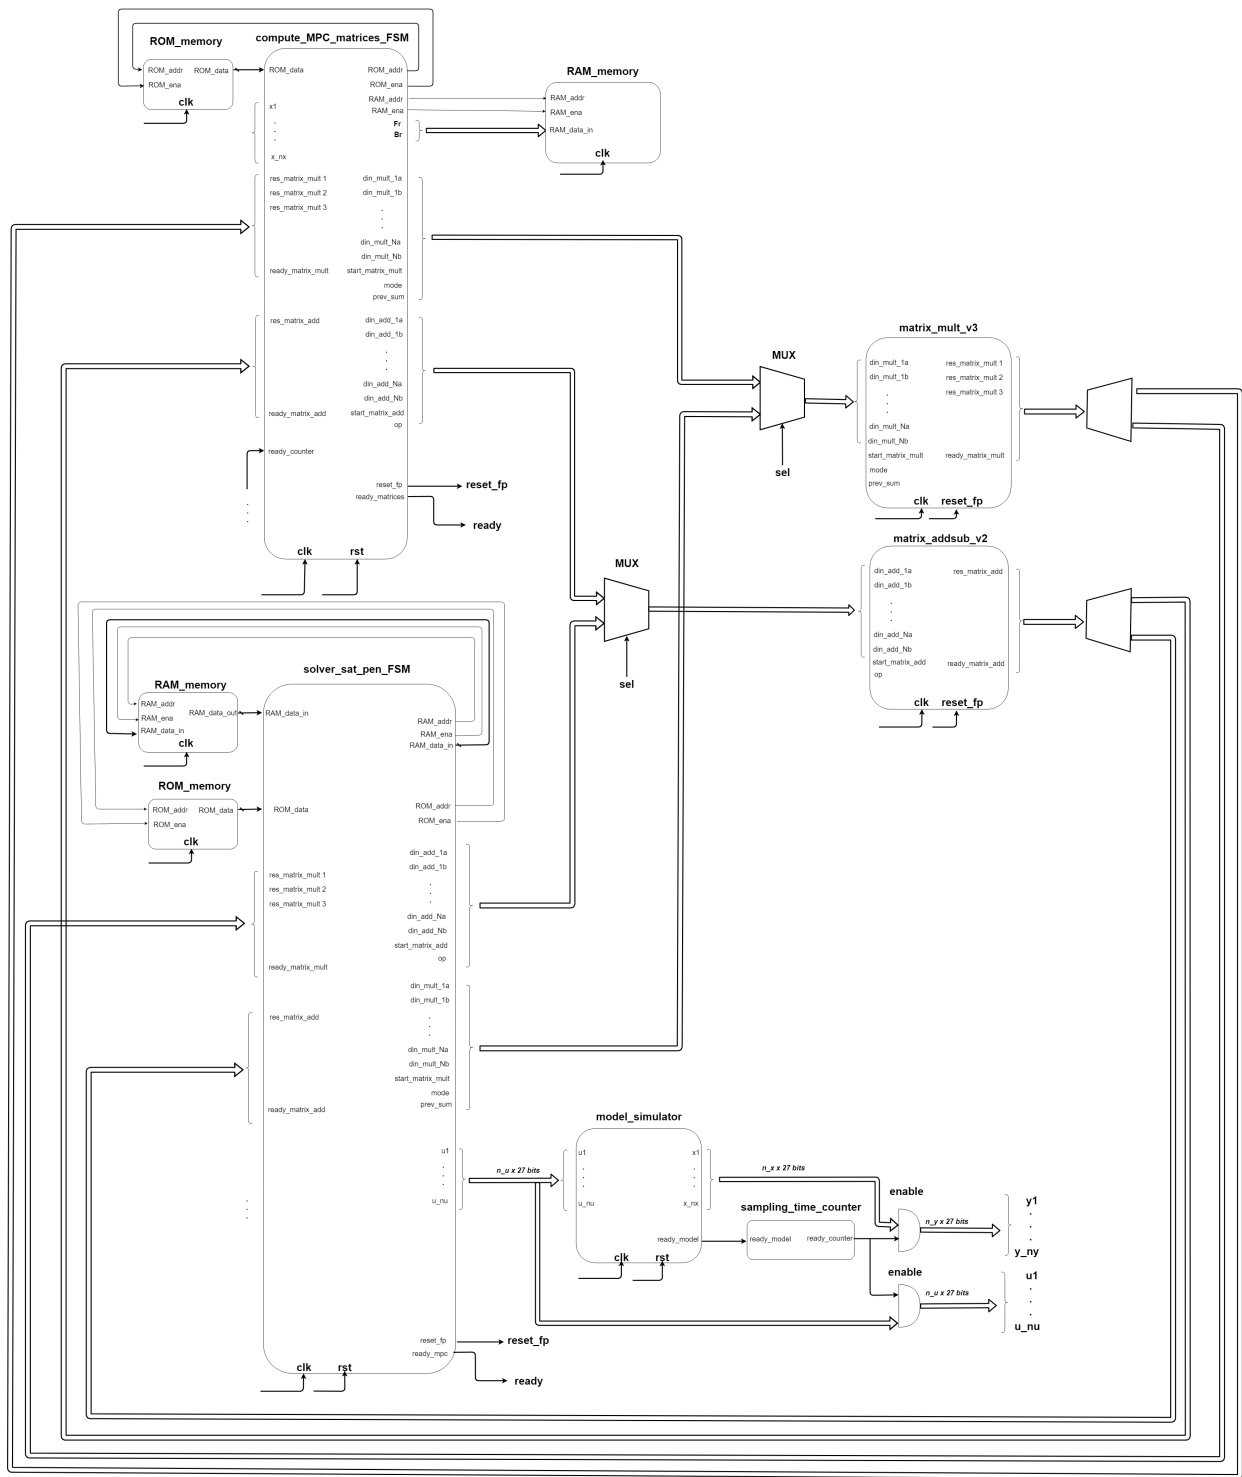 ROM_memory
ROM_addr
ROM_data
ROM_ena
clk
compute_MPC_matrices_FSM
ROM_data
x1
.
.
.
x_nx
res_matrix_mult 1
res_matrix_mult 2
res_matrix_mult 3
ready_matrix_mult
res_matrix_add
ready_matrix_add
ready_counter
.
.
.
ROM_addr
ROM_ena
RAM_addr
RAM_ena
Fr
Br
din_mult_1a
din_mult_1b
.
.
.
din_mult_Na
din_mult_Nb
start_matrix_mult
mode
prev_sum
din_add_1a
din_add_1b
.
.
.
din_add_Na
din_add_Nb
start_matrix_add
op
reset_fp
ready_matrices
reset_fp
ready
clk
rst
RAM_memory
RAM_addr
RAM_ena
RAM_data_in
clk
MUX
sel
matrix_mult_v3
din_mult_1a
din_mult_1b
.
.
.
din_mult_Na
din_mult_Nb
start_matrix_mult
mode
prev_sum
res_matrix_mult 1
res_matrix_mult 2
res_matrix_mult 3
ready_matrix_mult
clk
reset_fp
MUX
sel
matrix_addsub_v2
din_add_1a
din_add_1b
.
.
.
din_add_Na
din_add_Nb
start_matrix_add
op
res_matrix_add
ready_matrix_add
clk
reset_fp
RAM_memory
RAM_addr
RAM_data_out
RAM_ena
RAM_data_in
clk
ROM_memory
ROM_addr
ROM_data
ROM_ena
clk
solver_sat_pen_FSM
RAM_data_in
ROM_data
res_matrix_mult 1
res_matrix_mult 2
res_matrix_mult 3
ready_matrix_mult
res_matrix_add
ready_matrix_add
.
.
.
RAM_addr
RAM_ena
RAM_data_in
ROM_addr
ROM_ena
din_add_1a
din_add_1b
.
.
.
din_add_Na
din_add_Nb
start_matrix_add
op
din_mult_1a
din_mult_1b
.
.
.
din_mult_Na
din_mult_Nb
start_matrix_mult
mode
prev_sum
u1
.
.
.
u_nu
reset_fp
ready_mpc
reset_fp
ready
clk
rst
n_u x 27 bits
model_simulator
u1
.
.
.
u_nu
x1
.
.
.
x_nx
ready_model
clk
rst
n_x x 27 bits
sampling_time_counter
ready_model
ready_counter
enable
n_y x 27 bits
y1
.
.
.
y_ny
enable
n_u x 27 bits
u1
.
.
.
u_nu